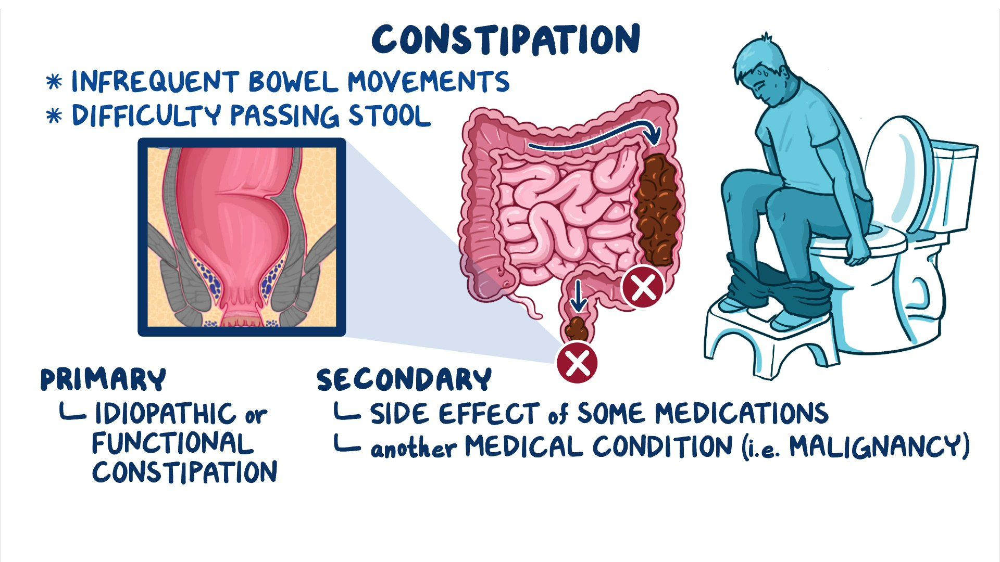 CONSTIPATION
* INFREQUENT BOWEL MOVEMENTS
* DIFFICULTY PASSING STOOL
PRIMARY
IDIOPATHIC or
FUNCTIONAL
CONSTIPATION
SECONDARY
SIDE EFFECT of SOME MEDICATIONS
another MEDICAL CONDITION (i.e. MALIGNANCY)